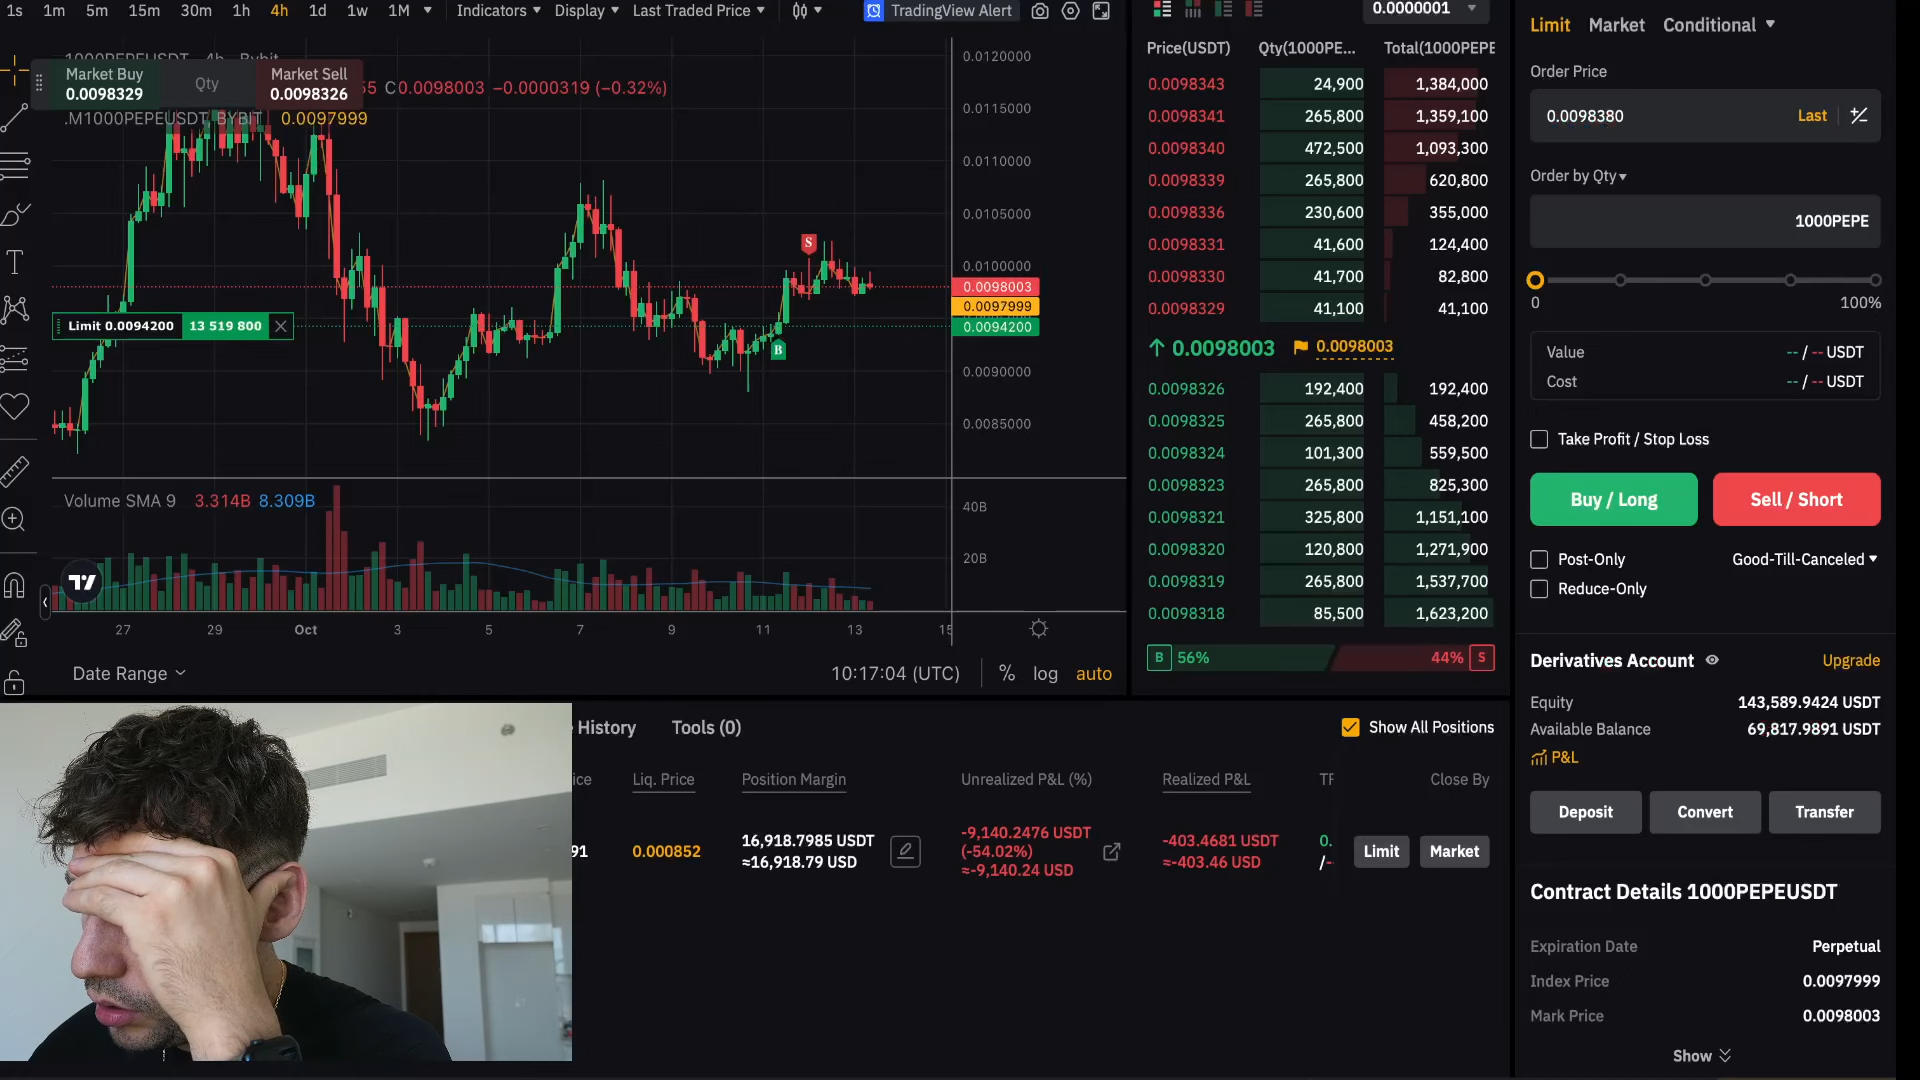 1s 1m 5m 15m 30m 1h 4h 1d 1w 1M Indicators Display Last Traded Price TradingView Alert
1000PEPEUSDT · 4h · Bybit
Market Buy
0.0098329
Qty
Market Sell
0.0098326
55 C0.0098003 −0.0000319 (−0.32%)
.M1000PEPEUSDT, BYBIT 0.0097999
S
B
Limit 0.0094200 13 519 800
0.0120000
0.0115000
0.0110000
0.0105000
0.0100000
0.0098003
0.0097999
0.0094200
0.0090000
0.0085000
Volume SMA 9 3.314B 8.309B
40B
20B
27 29 Oct 3 5 7 9 11 13 15
Date Range 10:17:04 (UTC) % log auto
0.0000001
Price(USDT) Qty(1000PE... Total(1000PEPE
0.0098343 24,900 1,384,000
0.0098341 265,800 1,359,100
0.0098340 472,500 1,093,300
0.0098339 265,800 620,800
0.0098336 230,600 355,000
0.0098331 41,600 124,400
0.0098330 41,700 82,800
0.0098329 41,100 41,100
0.0098003 0.0098003
0.0098326 192,400 192,400
0.0098325 265,800 458,200
0.0098324 101,300 559,500
0.0098323 265,800 825,300
0.0098321 325,800 1,151,100
0.0098320 120,800 1,271,900
0.0098319 265,800 1,537,700
0.0098318 85,500 1,623,200
B 56% 44% S
Limit Market Conditional
Order Price
0.0098380 Last
Order by Qty
1000PEPE
0 100%
Value -- / -- USDT
Cost -- / -- USDT
Take Profit / Stop Loss
Buy / Long Sell / Short
Post-Only Good-Till-Canceled
Reduce-Only
Derivatives Account Upgrade
Equity 143,589.9424 USDT
Available Balance 69,817.9891 USDT
P&L
Deposit Convert Transfer
Contract Details 1000PEPEUSDT
Expiration Date Perpetual
Index Price 0.0097999
Mark Price 0.0098003
Show
History Tools (0) Show All Positions
ice Liq. Price Position Margin Unrealized P&L (%) Realized P&L Close By
91 0.000852
16,918.7985 USDT
≈16,918.79 USD
-9,140.2476 USDT
(-54.02%)
≈-9,140.24 USD
-403.4681 USDT
≈-403.46 USD
0.
/-
Limit Market